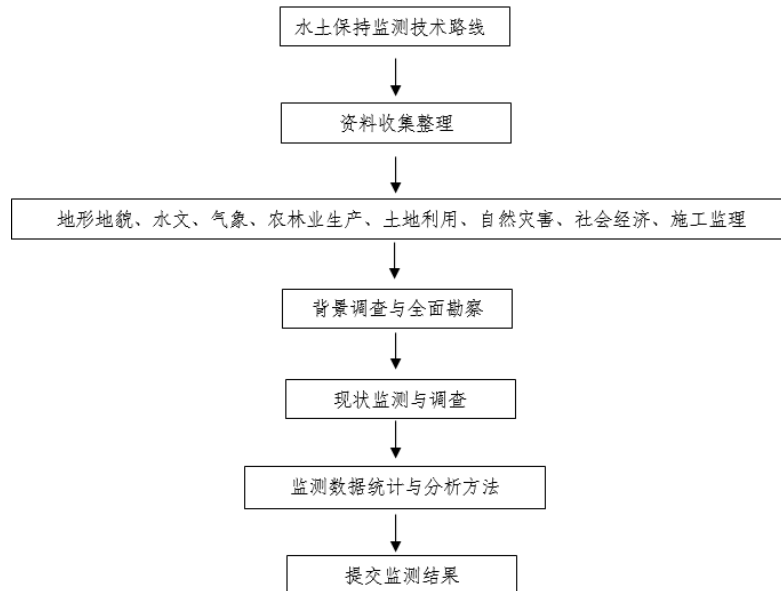 水土保持监测技术路线
资料收集整理
地形地貌、水文、气象、农林业生产、土地利用、自然灾害、社会经济、施工监理
背景调查与全面勘察
现状监测与调查
监测数据统计与分析方法
提交监测结果